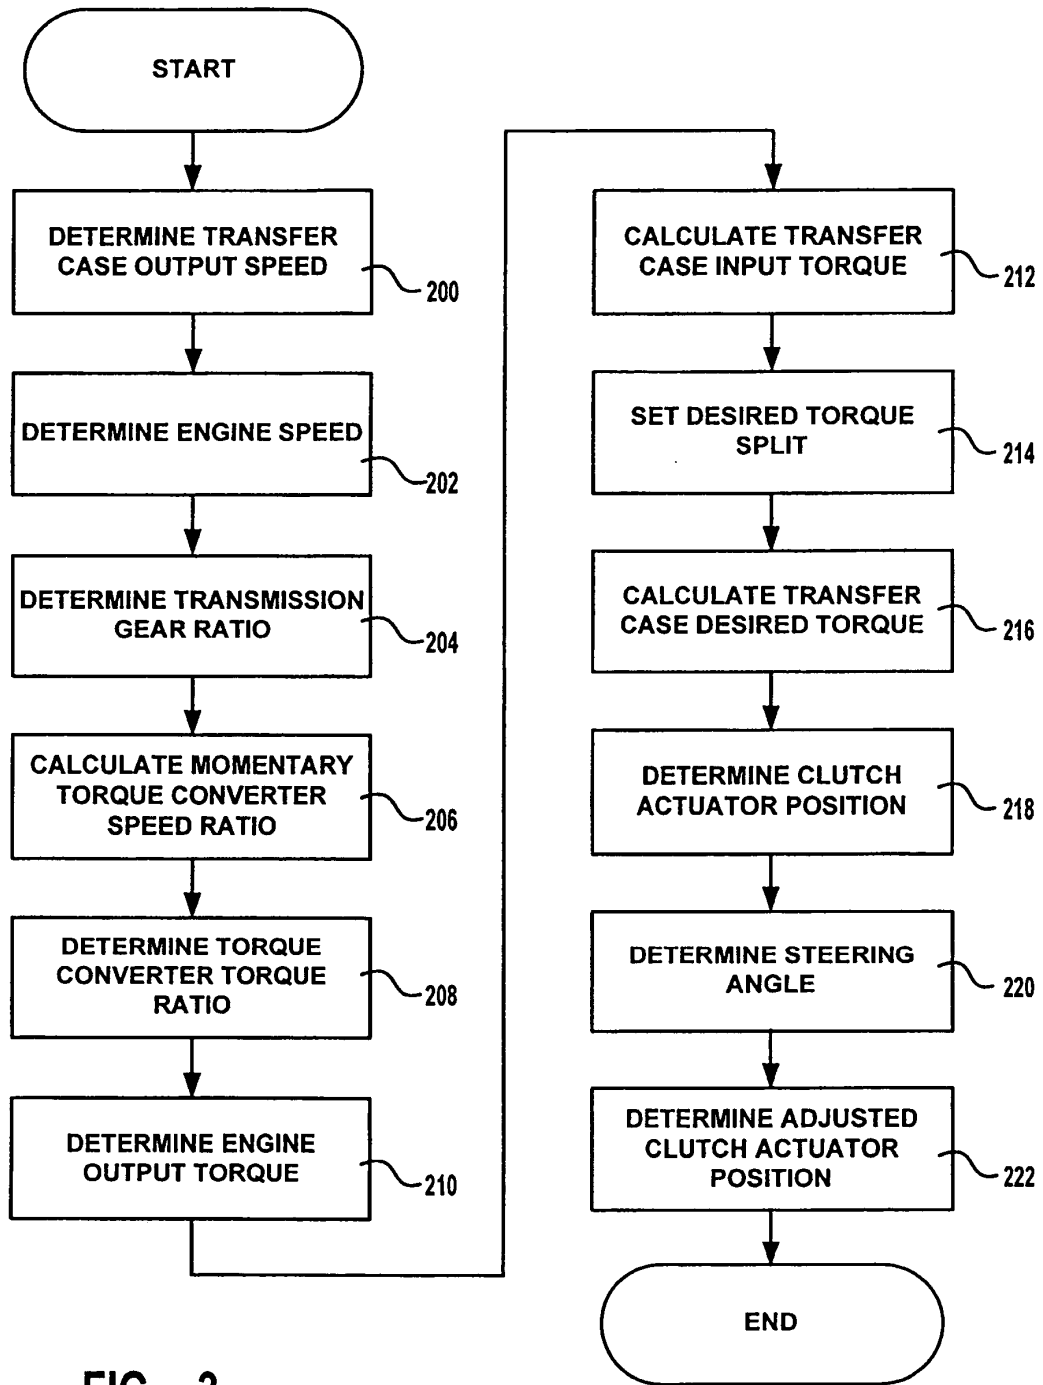 START
DETERMINE TRANSFER
CASE OUTPUT SPEED
200
DETERMINE ENGINE SPEED
202
DETERMINE TRANSMISSION
GEAR RATIO
204
CALCULATE MOMENTARY
TORQUE CONVERTER
SPEED RATIO
206
DETERMINE TORQUE
CONVERTER TORQUE
RATIO
208
DETERMINE ENGINE
OUTPUT TORQUE
210
CALCULATE TRANSFER
CASE INPUT TORQUE
212
SET DESIRED TORQUE
SPLIT
214
CALCULATE TRANSFER
CASE DESIRED TORQUE
216
DETERMINE CLUTCH
ACTUATOR POSITION
218
DETERMINE STEERING
ANGLE
220
DETERMINE ADJUSTED
CLUTCH ACTUATOR
POSITION
222
END